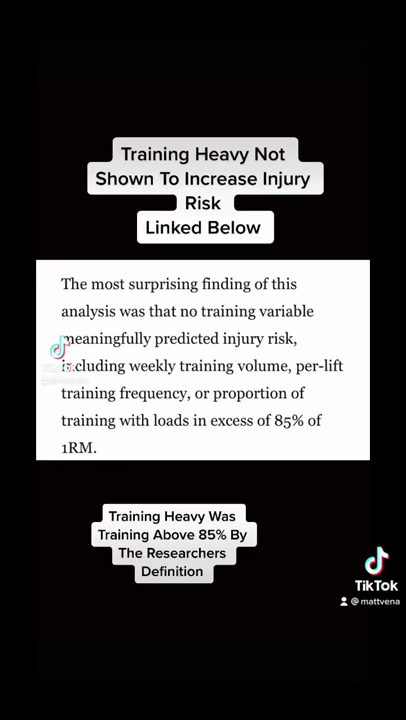 Training Heavy Not
Shown To Increase Injury
Risk
Linked Below
The most surprising finding of this
analysis was that no training variable
meaningfully predicted injury risk,
including weekly training volume, per-lift
training frequency, or proportion of
training with loads in excess of 85% of
1RM.
Training Heavy Was
Training Above 85% By
The Researchers
Definition
TikTok
@ mattvena